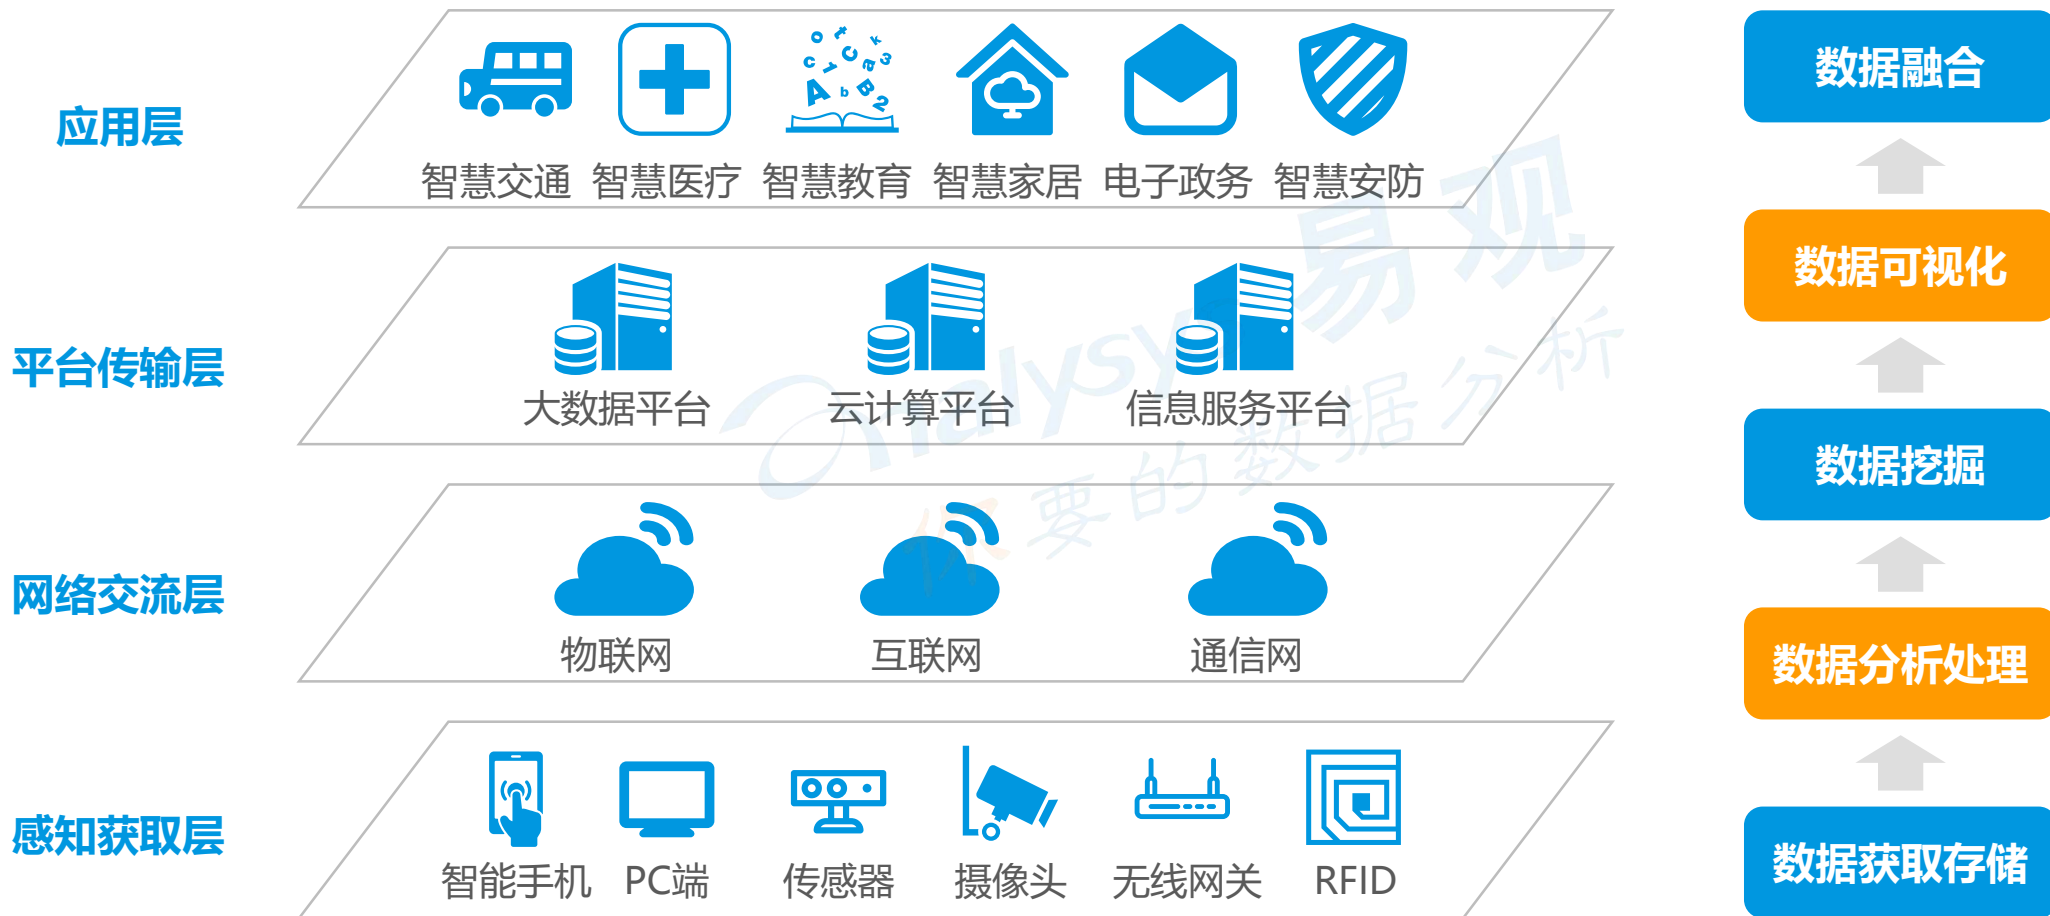 应用层
智慧交通 智慧医疗 智慧教育 智慧家居 电子政务 智慧安防
平台传输层
大数据平台 云计算平台 信息服务平台
网络交流层
物联网 互联网 通信网
感知获取层
智能手机 PC端 传感器 摄像头 无线网关 RFID
数据融合
数据可视化
数据挖掘
数据分析处理
数据获取存储
analysys 易观
你要的数据分析